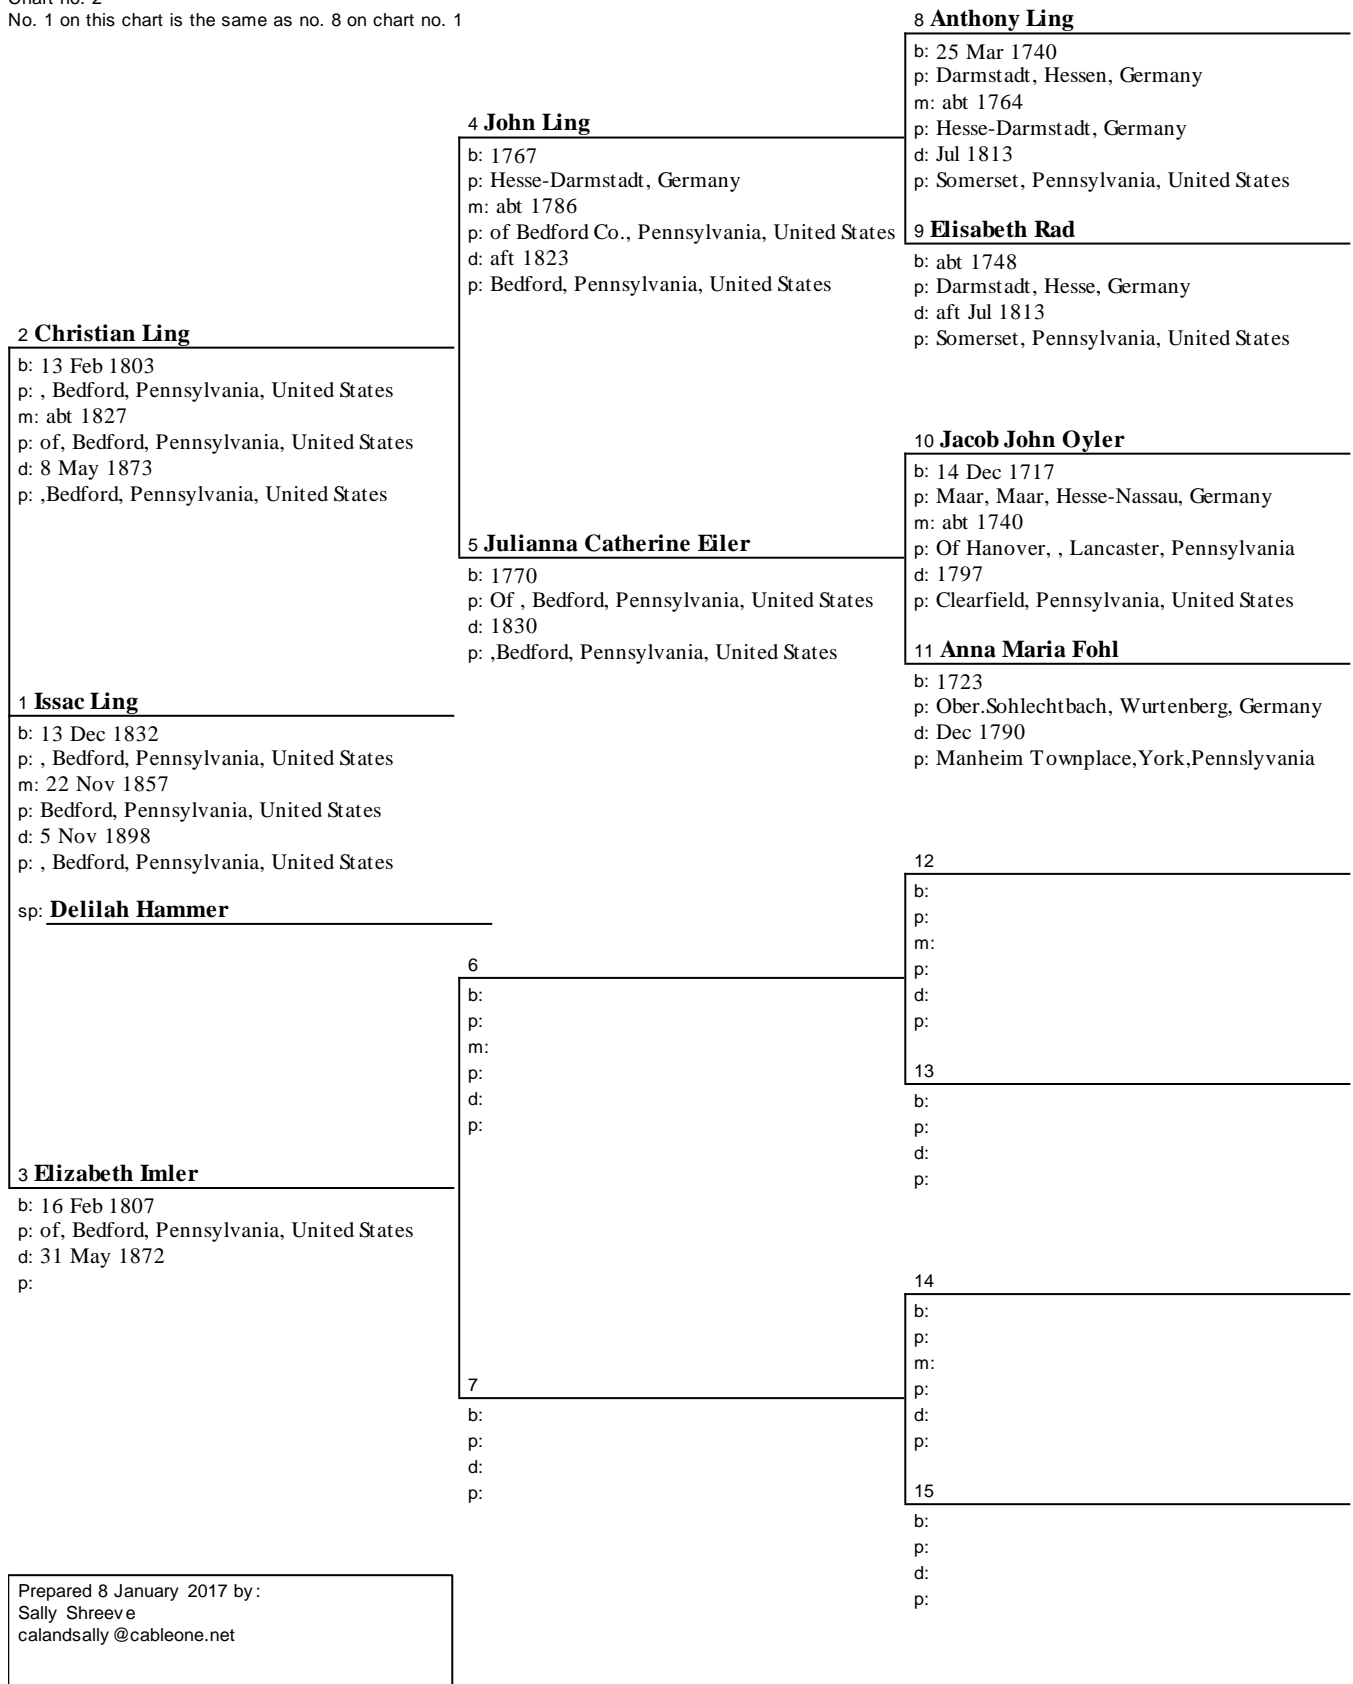 Chart no. 2
No. 1 on this chart is the same as no. 8 on chart no. 1
8 Anthony Ling
b: 25 Mar 1740
p: Darmstadt, Hessen, Germany
m: abt 1764
p: Hesse-Darmstadt, Germany
d: Jul 1813
p: Somerset, Pennsylvania, United States
4 John Ling
b: 1767
p: Hesse-Darmstadt, Germany
m: abt 1786
p: of Bedford Co., Pennsylvania, United States
d: aft 1823
p: Bedford, Pennsylvania, United States
9 Elisabeth Rad
b: abt 1748
p: Darmstadt, Hesse, Germany
d: aft Jul 1813
p: Somerset, Pennsylvania, United States
2 Christian Ling
b: 13 Feb 1803
p: , Bedford, Pennsylvania, United States
m: abt 1827
p: of, Bedford, Pennsylvania, United States
d: 8 May 1873
p: ,Bedford, Pennsylvania, United States
10 Jacob John Oyler
b: 14 Dec 1717
p: Maar, Maar, Hesse-Nassau, Germany
m: abt 1740
p: Of Hanover, , Lancaster, Pennsylvania
d: 1797
p: Clearfield, Pennsylvania, United States
5 Julianna Catherine Eiler
b: 1770
p: Of , Bedford, Pennsylvania, United States
d: 1830
p: ,Bedford, Pennsylvania, United States
11 Anna Maria Fohl
b: 1723
p: Ober.Sohlechtbach, Wurtenberg, Germany
d: Dec 1790
p: Manheim Townplace,York,Pennslyvania
1 Issac Ling
b: 13 Dec 1832
p: , Bedford, Pennsylvania, United States
m: 22 Nov 1857
p: Bedford, Pennsylvania, United States
d: 5 Nov 1898
p: , Bedford, Pennsylvania, United States
sp: Delilah Hammer
12
b:
p:
m:
p:
d:
p:
6
b:
p:
m:
p:
d:
p:
13
b:
p:
d:
p:
3 Elizabeth Imler
b: 16 Feb 1807
p: of, Bedford, Pennsylvania, United States
d: 31 May 1872
p:
14
b:
p:
m:
p:
d:
p:
7
b:
p:
d:
p:
15
b:
p:
d:
p:
Prepared 8 January 2017 by:
Sally Shreeve
calandsally@cableone.net